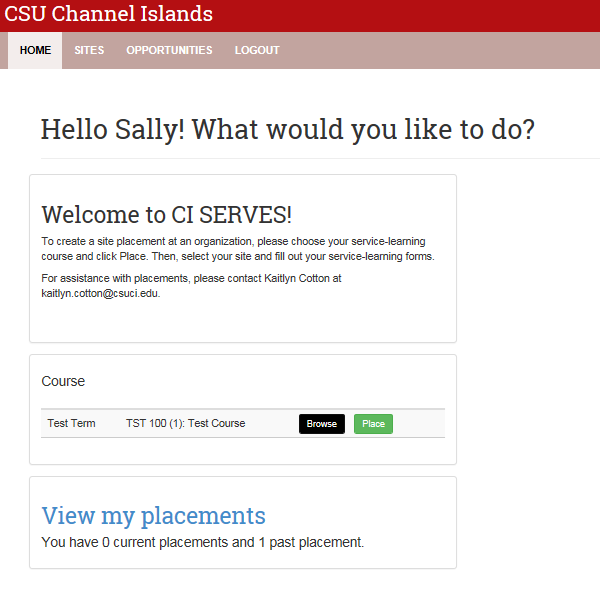 CSU Channel Islands
HOME SITES OPPORTUNITIES LOGOUT
Hello Sally! What would you like to do?
Welcome to CI SERVES!
To create a site placement at an organization, please choose your service-learning
course and click Place. Then, select your site and fill out your service-learning forms.
For assistance with placements, please contact Kaitlyn Cotton at
kaitlyn.cotton@csuci.edu.
Course
Test Term TST 100 (1): Test Course Browse Place
View my placements
You have 0 current placements and 1 past placement.